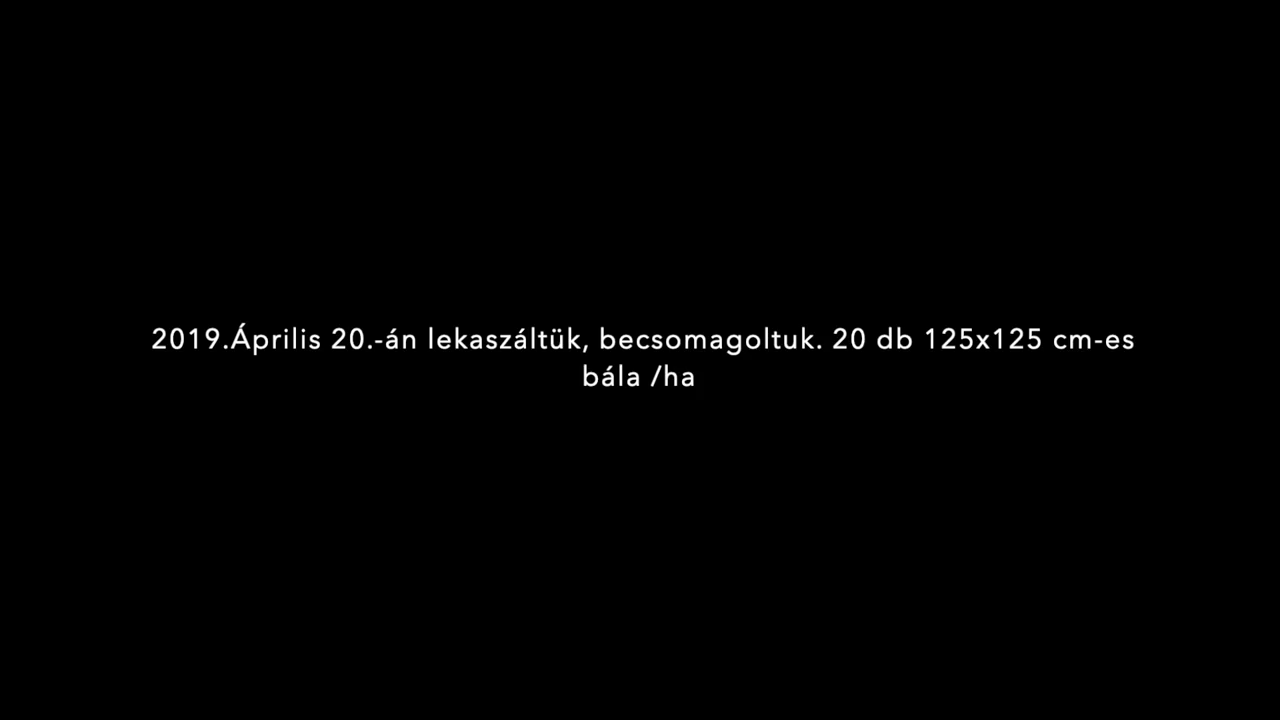 2019.Április 20.-án lekaszáltük, becsomagoltuk. 20 db 125x125 cm-es
bála /ha